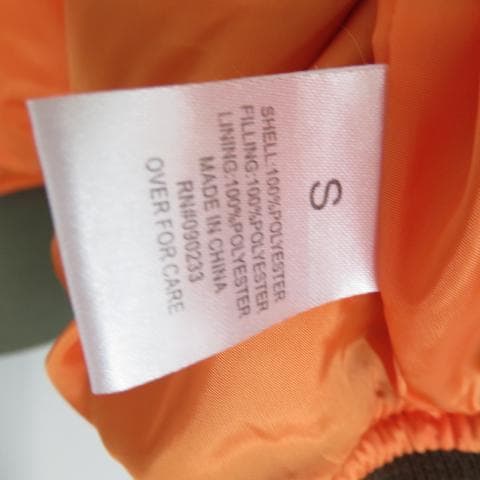 S
SHELL:100%POLYESTER
FILLING:100%POLYESTER
LINING:100%POLYESTER
MADE IN CHINA
RN#090233
OVER FOR CARE